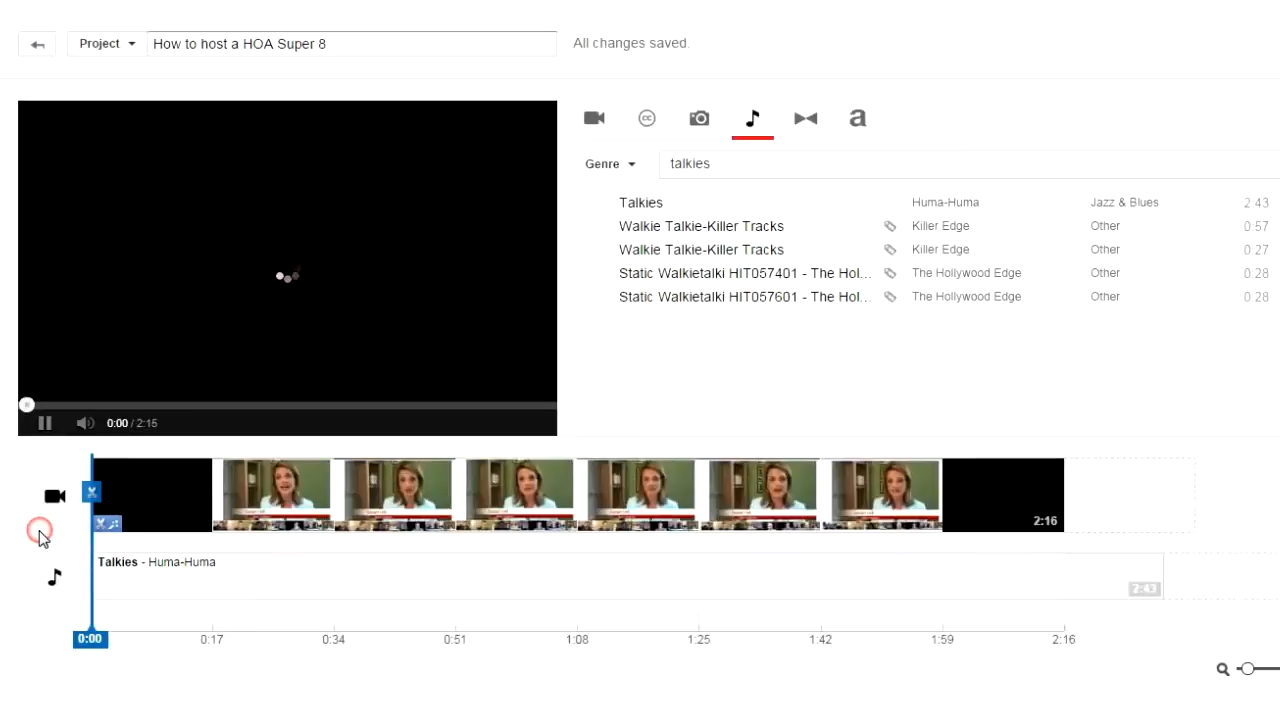 Project How to host a HOA Super 8 All changes saved.
cc a
Genre talkies
Talkies Huma-Huma Jazz & Blues 2:43
Walkie Talkie-Killer Tracks Killer Edge Other 0:57
Walkie Talkie-Killer Tracks Killer Edge Other 0:27
Static Walkietalki HIT057401 - The Hol... The Hollywood Edge Other 0:28
Static Walkietalki HIT057601 - The Hol... The Hollywood Edge Other 0:28
0:00 / 2:15
2:16
Talkies - Huma-Huma
2:43
0:00 0:17 0:34 0:51 1:08 1:25 1:42 1:59 2:16